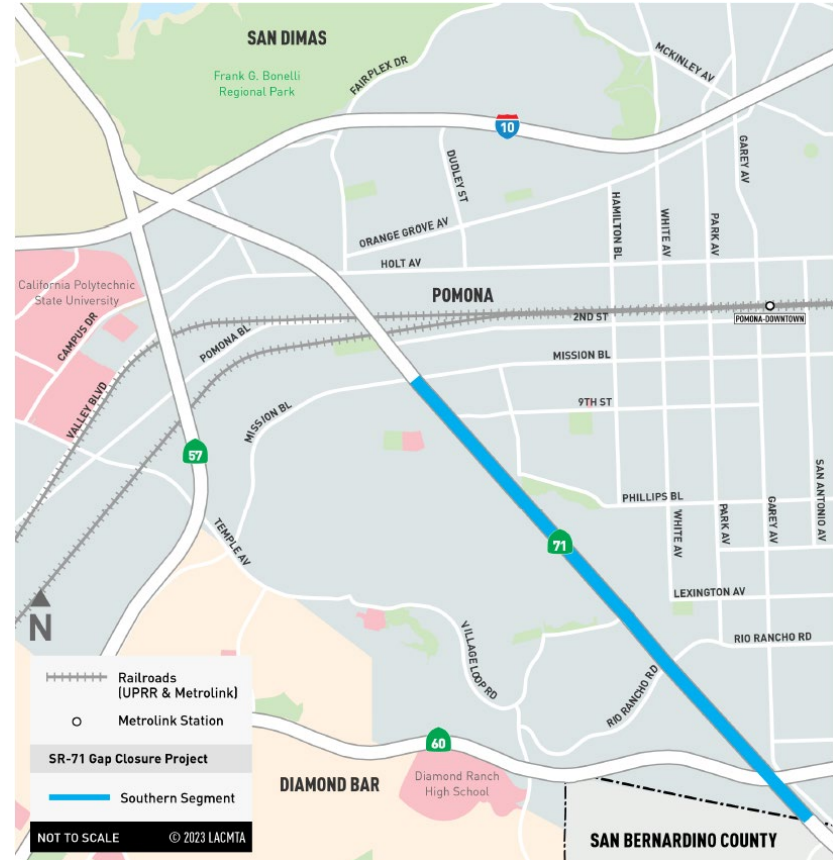 SAN DIMAS
Frank G. Bonelli
Regional Park
FAIRPLEX DR
MCKINLEY AV
10
DUDLEY ST
GAREY AV
ORANGE GROVE AV
HAMILTON BL
WHITE AV
PARK AV
HOLT AV
California Polytechnic
State University
CAMPUS DR
POMONA
2ND ST
POMONA-DOWNTOWN
POMONA BL
VALLEY BLVD
MISSION BL
MISSION BL
9TH ST
57
SAN ANTONIO AV
PHILLIPS BL
TEMPLE AV
71
WHITE AV
PARK AV
GAREY AV
LEXINGTON AV
N
VILLAGE LOOP RD
RIO RANCHO RD
RIO RANCHO RD
Railroads
(UPRR & Metrolink)
Metrolink Station
SR-71 Gap Closure Project
Southern Segment
NOT TO SCALE © 2023 LACMTA
60
DIAMOND BAR
Diamond Ranch
High School
SAN BERNARDINO COUNTY